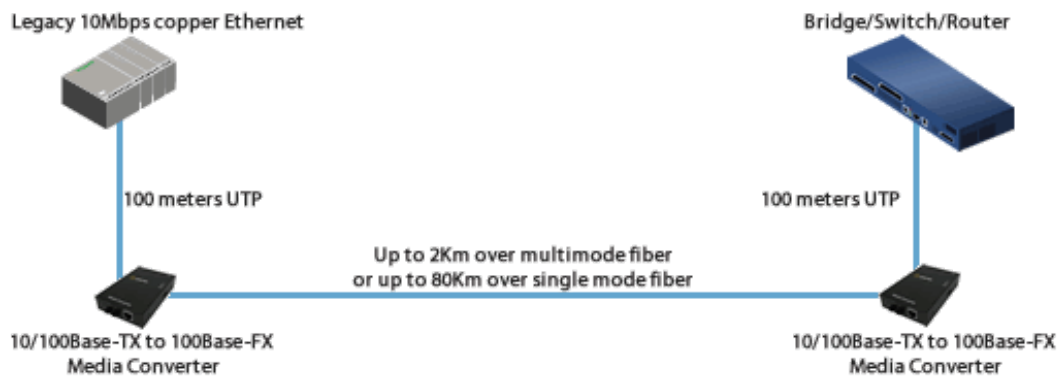 Legacy 10Mbps copper Ethernet
Bridge/Switch/Router
100 meters UTP
100 meters UTP
Up to 2Km over multimode fiber
or up to 80Km over single mode fiber
10/100Base-TX to 100Base-FX
Media Converter
10/100Base-TX to 100Base-FX
Media Converter